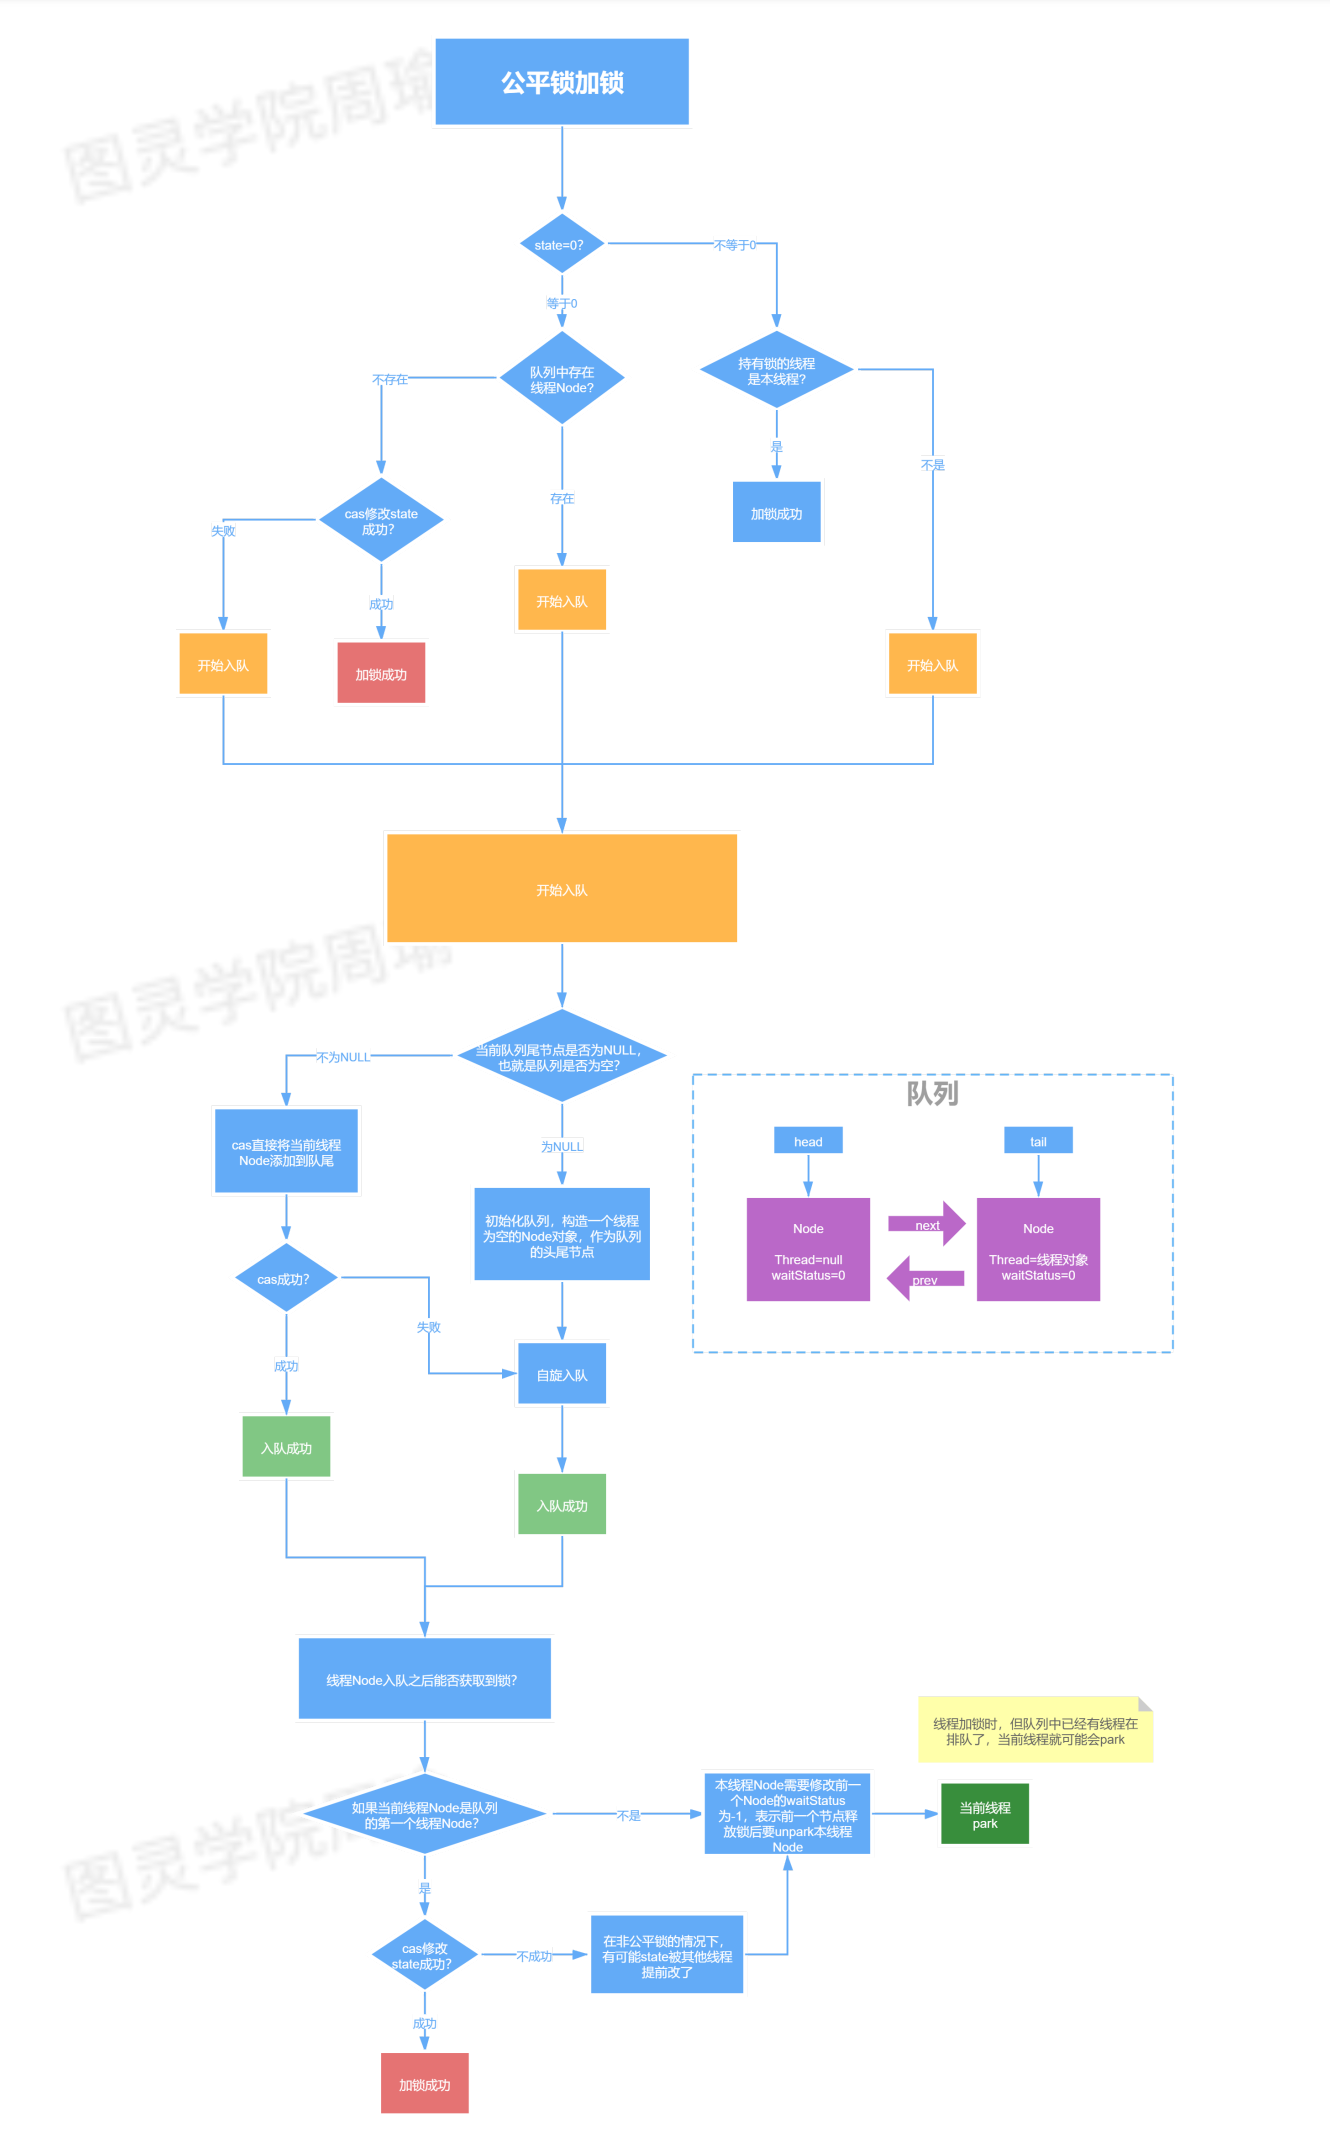 公平锁加锁
图灵学院周瑜
state=0？
不等于0
等于0
队列中存在
线程Node？
持有锁的线程
是本线程？
不存在
是
不是
存在
cas修改state
成功？
加锁成功
失败
成功
开始入队
开始入队
加锁成功
开始入队
开始入队
图灵学院周瑜
当前队列尾节点是否为NULL，
也就是队列是否为空？
不为NULL
为NULL
队列
head
tail
cas直接将当前线程
Node添加到队尾
初始化队列，构造一个线程
为空的Node对象，作为队列
的头尾节点
Node
Thread=null
waitStatus=0
next
prev
Node
Thread=线程对象
waitStatus=0
cas成功？
失败
成功
自旋入队
入队成功
入队成功
线程Node入队之后能否获取到锁？
线程加锁时，但队列中已经有线程在
排队了，当前线程就可能会park
图灵学院周
如果当前线程Node是队列
的第一个线程Node？
不是
本线程Node需要修改前一
个Node的waitStatus
为-1，表示前一个节点释
放锁后要unpark本线程
Node
当前线程
park
是
cas修改
state成功？
不成功
在非公平锁的情况下，
有可能state被其他线程
提前改了
成功
加锁成功